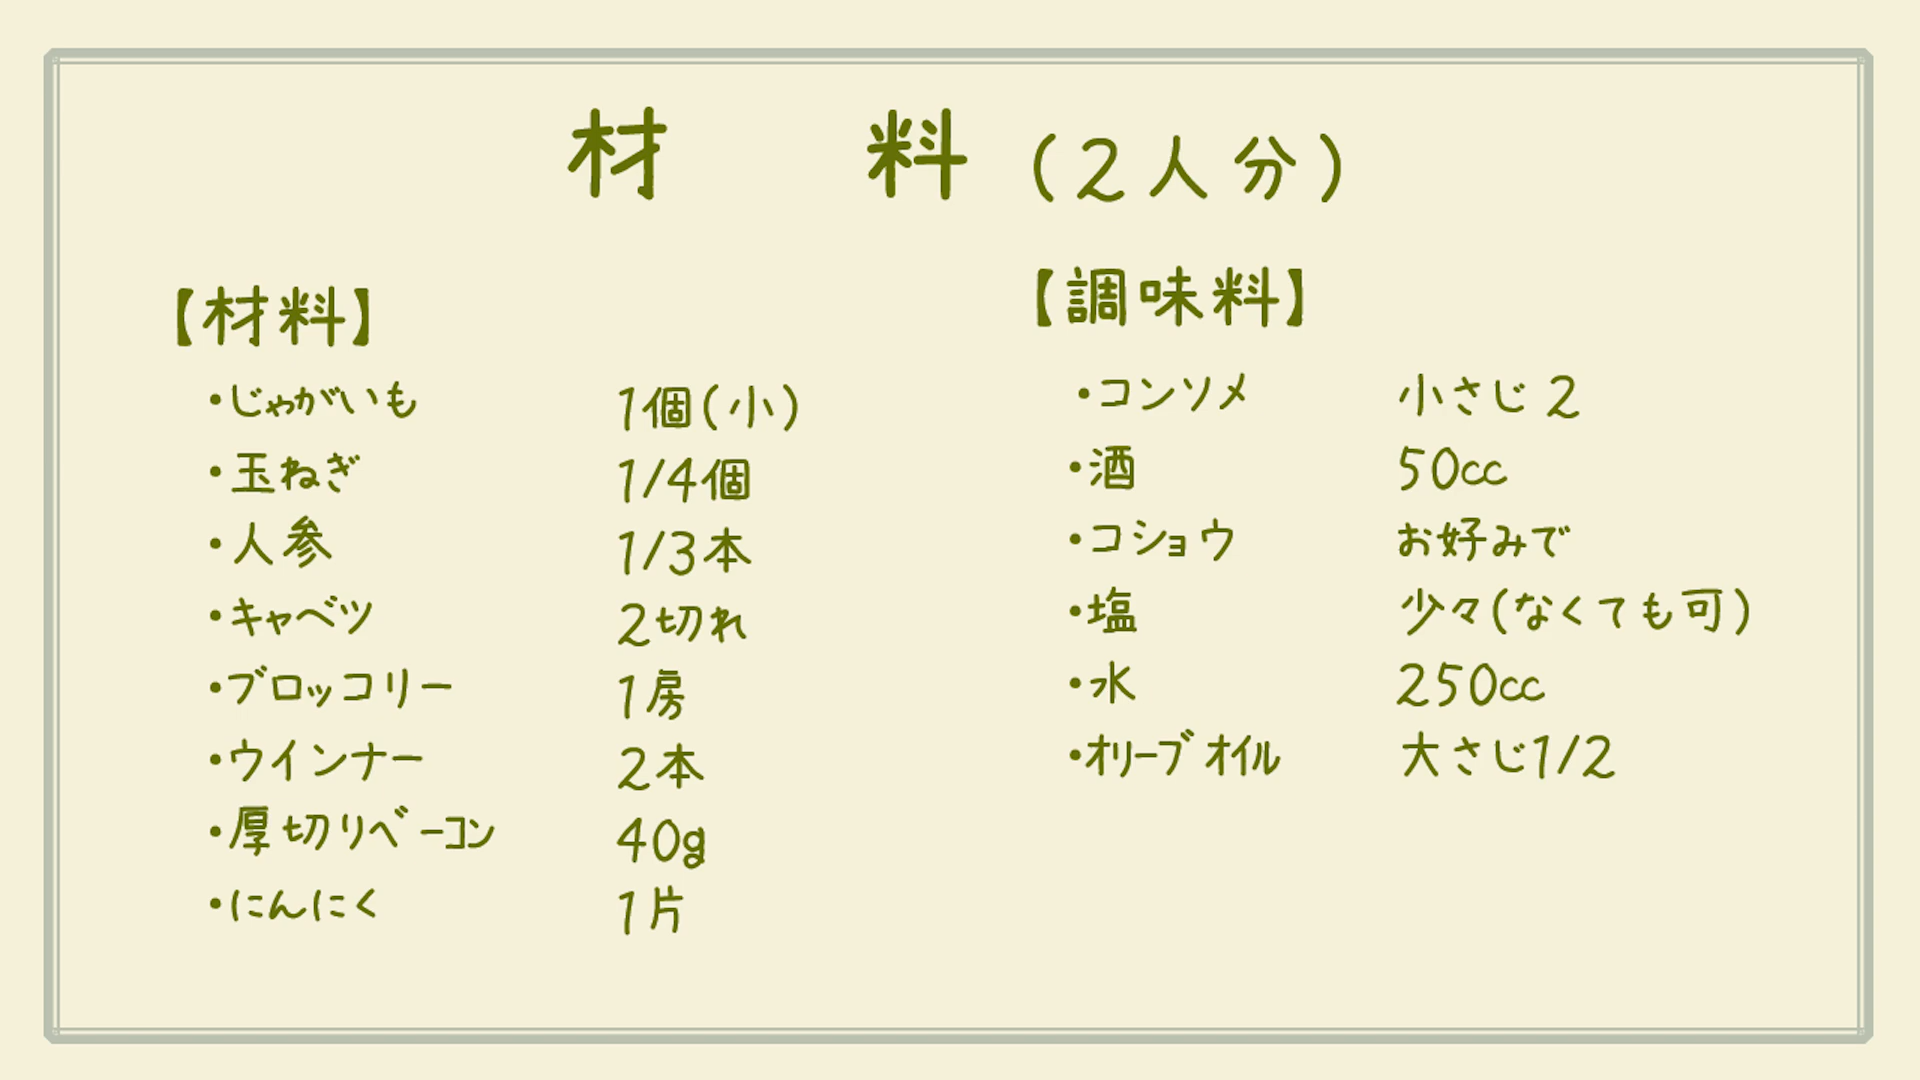 材　料（2人分）
【材料】
・じゃがいも　1個(小)
・玉ねぎ　1/4個
・人参　1/3本
・キャベツ　2切れ
・ブロッコリー　1房
・ウインナー　2本
・厚切りベーコン　40g
・にんにく　1片
【調味料】
・コンソメ　小さじ 2
・酒　50cc
・コショウ　お好みで
・塩　少々(なくても可)
・水　250cc
・ｵﾘｰﾌﾞｵｲﾙ　大さじ1/2